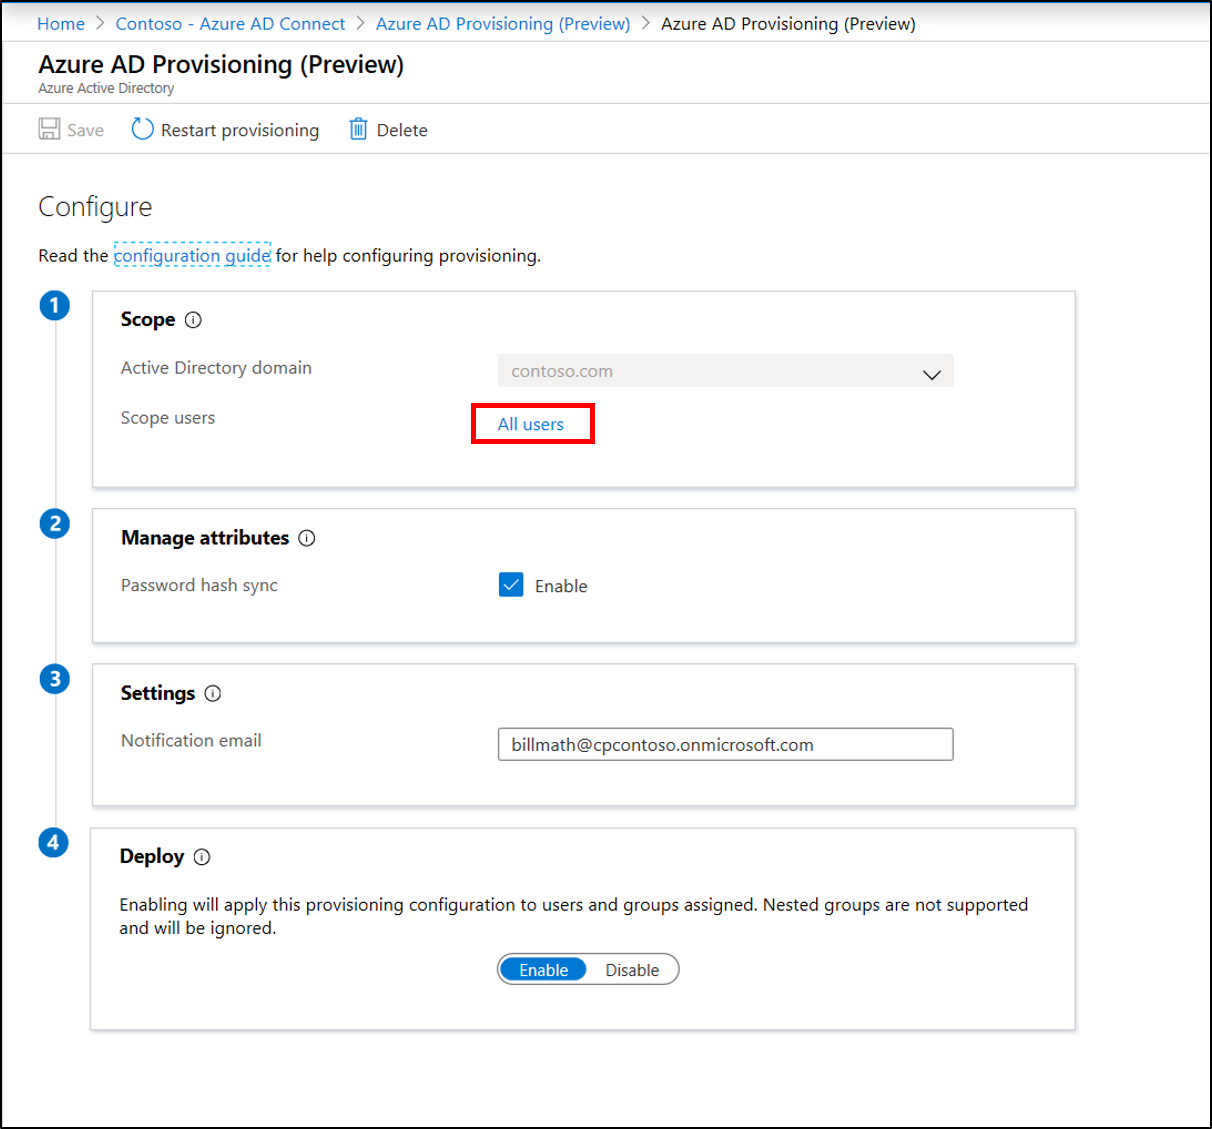 Home > Contoso - Azure AD Connect > Azure AD Provisioning (Preview) > Azure AD Provisioning (Preview)
Azure AD Provisioning (Preview)
Azure Active Directory
Save Restart provisioning Delete
Configure
Read the configuration guide for help configuring provisioning.
1 Scope
Active Directory domain contoso.com
Scope users All users
2 Manage attributes
Password hash sync Enable
3 Settings
Notification email billmath@cpcontoso.onmicrosoft.com
4 Deploy
Enabling will apply this provisioning configuration to users and groups assigned. Nested groups are not supported
and will be ignored.
Enable Disable